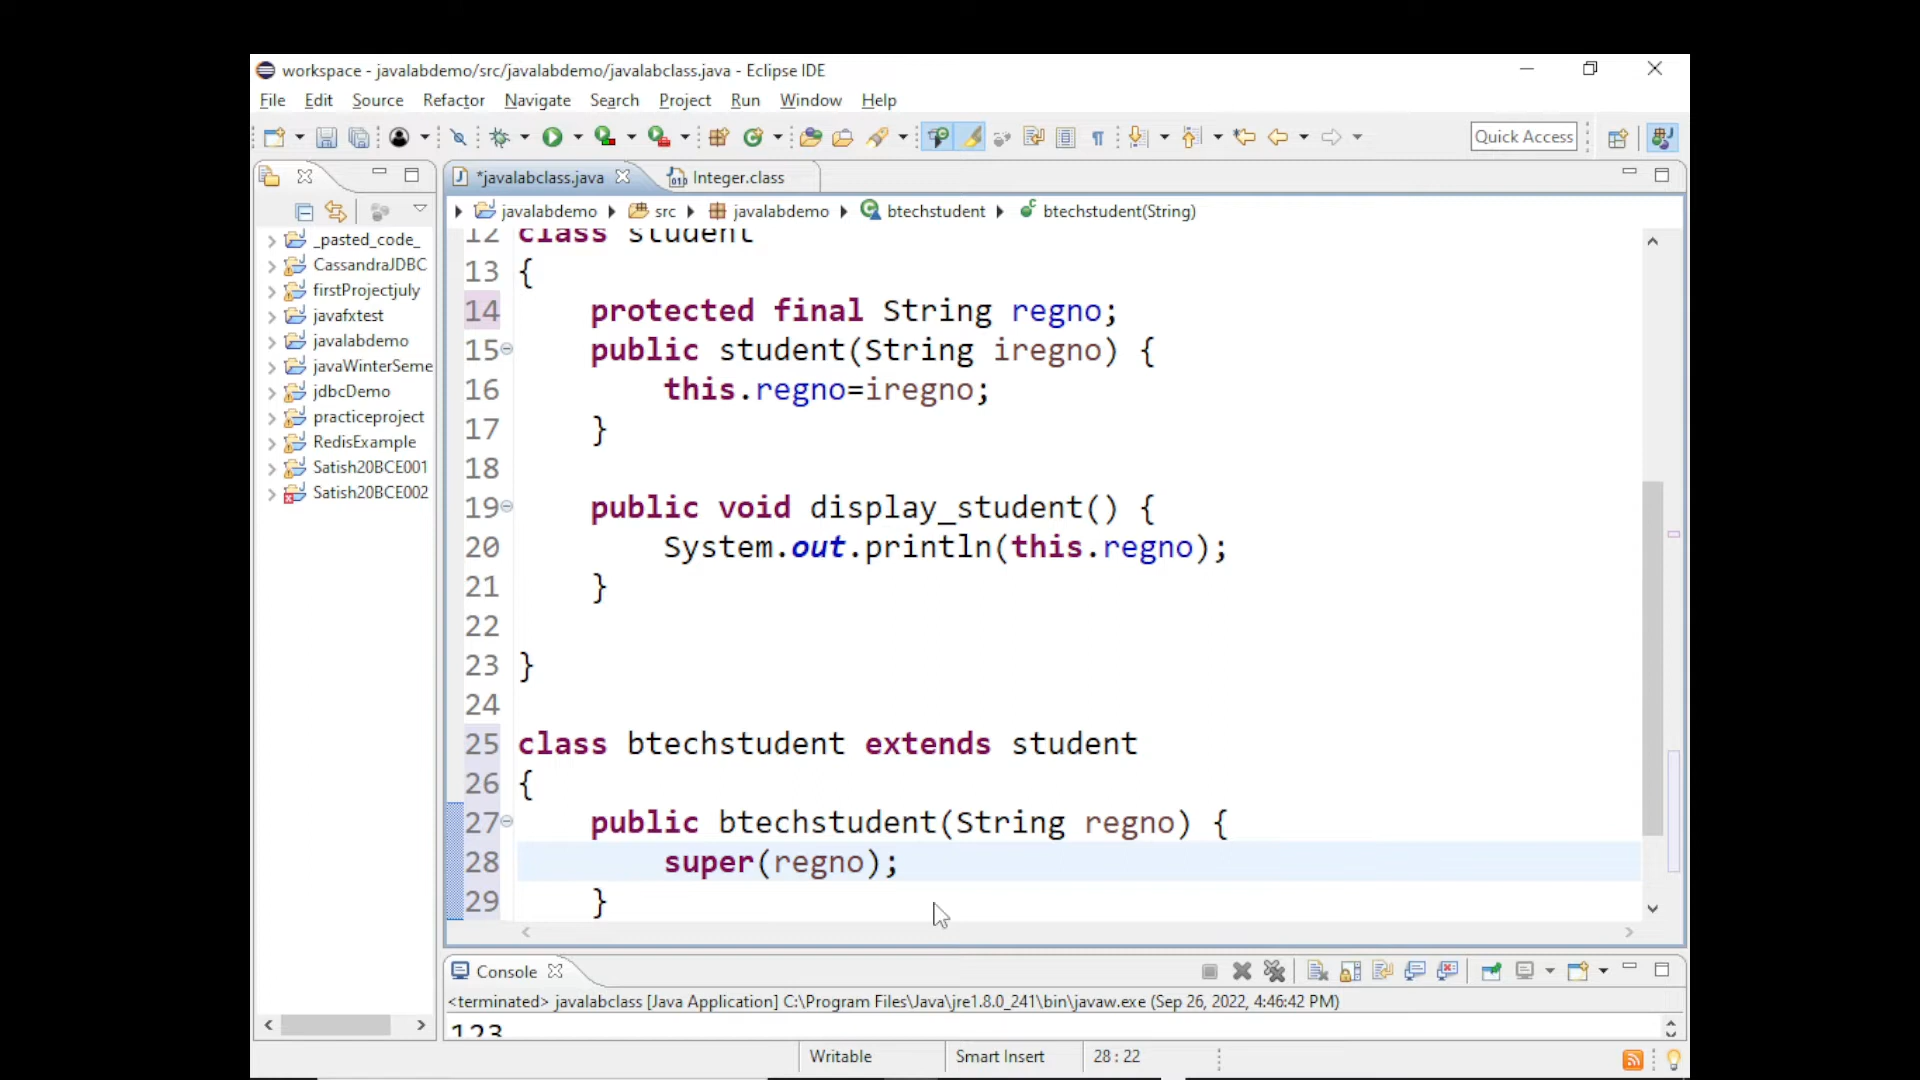 workspace - javalabdemo/src/javalabdemo/javalabclass.java - Eclipse IDE
File Edit Source Refactor Navigate Search Project Run Window Help
Quick Access
*javalabclass.java Integer.class
javalabdemo src javalabdemo btechstudent btechstudent(String)
_pasted_code_
CassandraJDBC
firstProjectjuly
javafxtest
javalabdemo
javaWinterSeme
jdbcDemo
practiceproject
RedisExample
Satish20BCE001
Satish20BCE002
12 class student
13 {
14 protected final String regno;
15 public student(String iregno) {
16 this.regno=iregno;
17 }
18
19 public void display_student() {
20 System.out.println(this.regno);
21 }
22
23 }
24
25 class btechstudent extends student
26 {
27 public btechstudent(String regno) {
28 super(regno);
29 }
Console
<terminated> javalabclass [Java Application] C:\Program Files\Java\jre1.8.0_241\bin\javaw.exe (Sep 26, 2022, 4:46:42 PM)
123
Writable Smart Insert 28 : 22